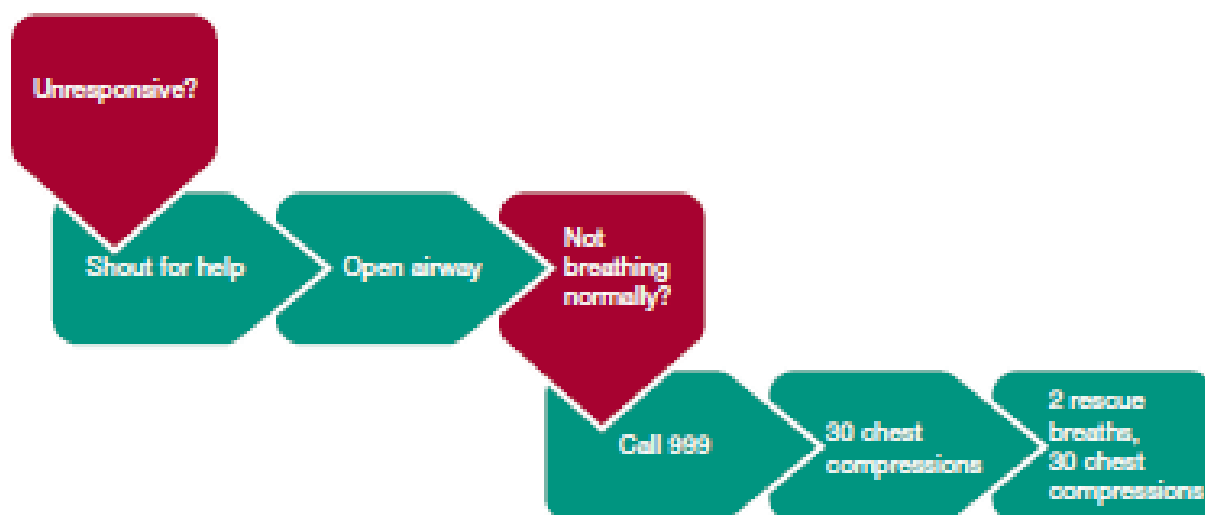 Unresponsive?
Shout for help
Open airway
Not
breathing
normally?
Call 999
30 chest
compressions
2 rescue
breaths,
30 chest
compressions